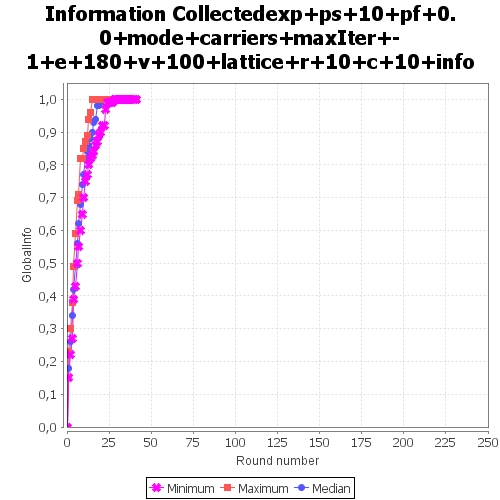 Information Collectedexp+ps+10+pf+0.
0+mode+carriers+maxIter+-
1+e+180+v+100+lattice+r+10+c+10+info
GlobalInfo
1,0
0,9
0,8
0,7
0,6
0,5
0,4
0,3
0,2
0,1
0,0
0 25 50 75 100 125 150 175 200 225 250
Round number
Minimum Maximum Median